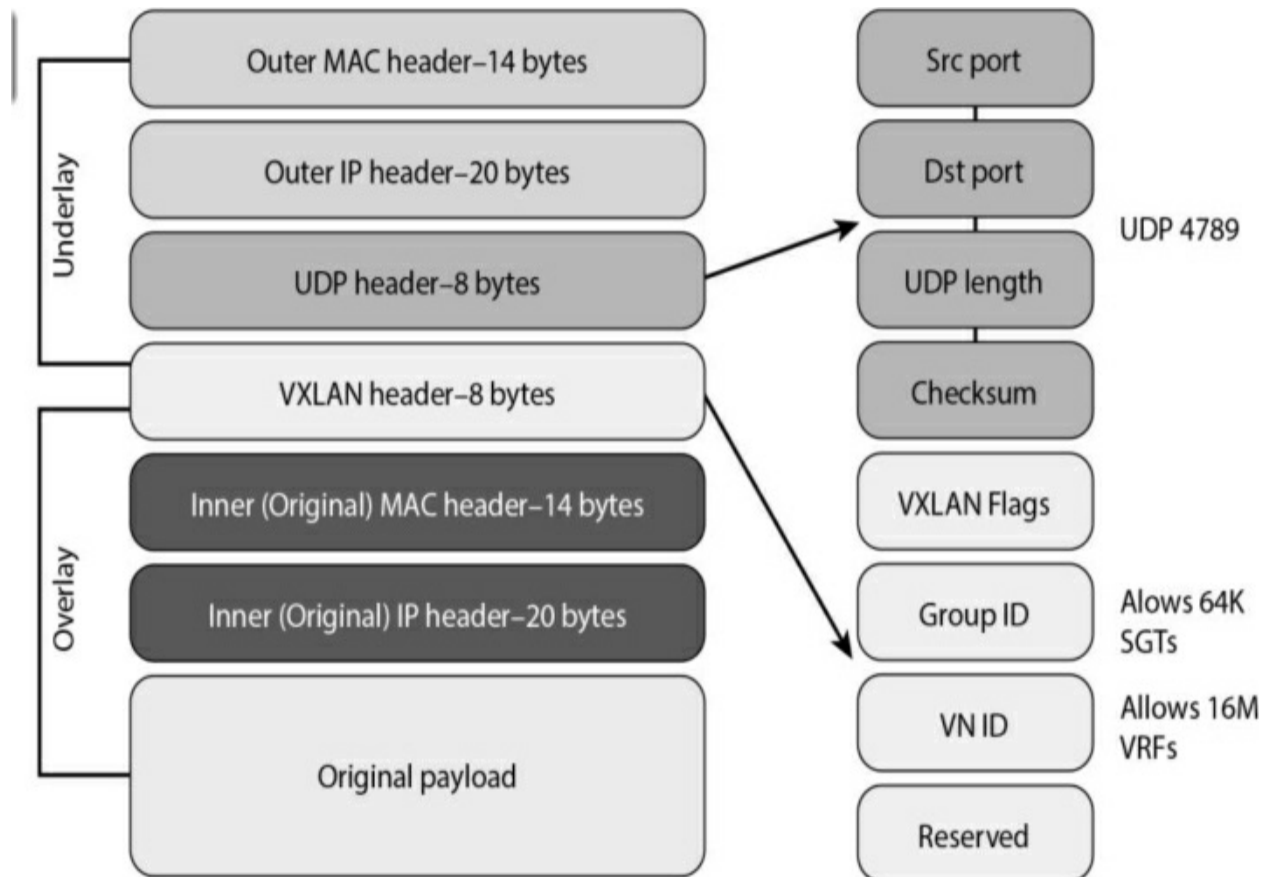 Underlay
Overlay
Outer MAC header–14 bytes
Outer IP header–20 bytes
UDP header–8 bytes
VXLAN header–8 bytes
Inner (Original) MAC header–14 bytes
Inner (Original) IP header–20 bytes
Original payload
Src port
Dst port
UDP length
Checksum
VXLAN Flags
Group ID
VN ID
Reserved
UDP 4789
Alows 64K
SGTs
Allows 16M
VRFs